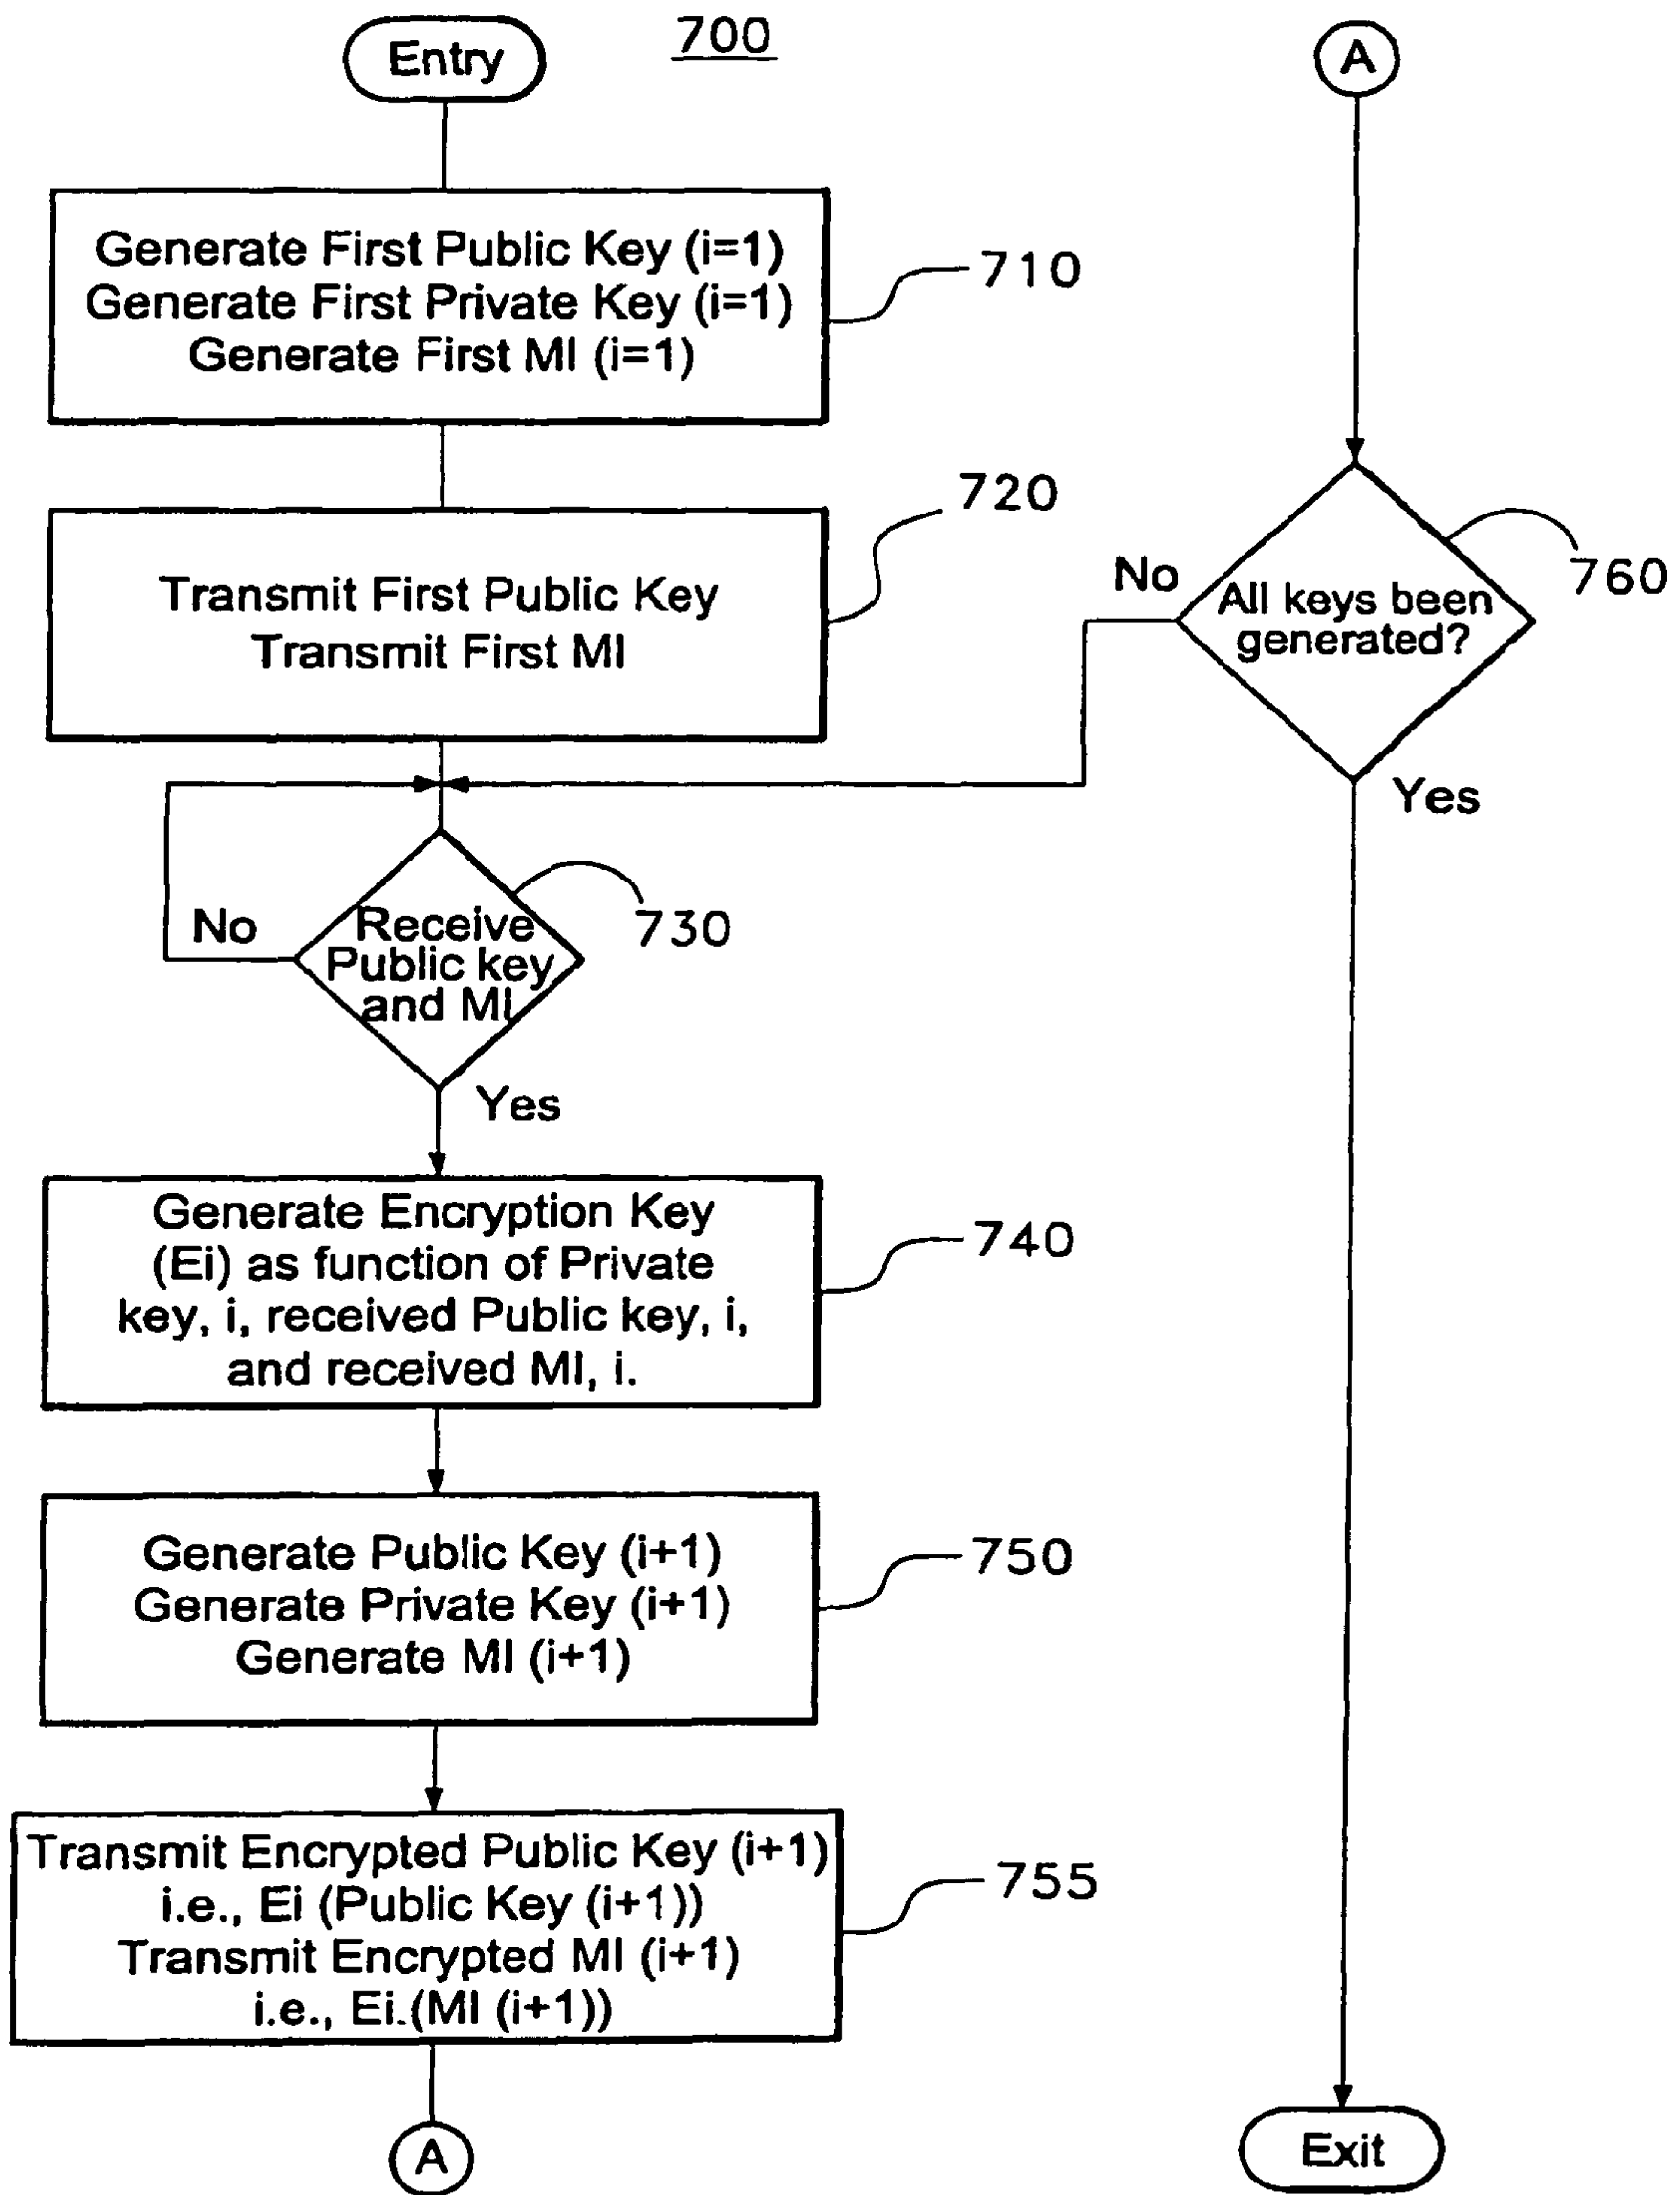 Entry
700
Generate First Public Key (i=1)
Generate First Private Key (i=1)
Generate First MI (i=1)
710
Transmit First Public Key
Transmit First MI
720
Receive
Public key
and MI
730
No
Yes
Generate Encryption Key
(Ei) as function of Private
key, i, received Public key, i,
and received MI, i.
740
Generate Public Key (i+1)
Generate Private Key (i+1)
Generate MI (i+1)
750
Transmit Encrypted Public Key (i+1)
i.e., Ei (Public Key (i+1))
Transmit Encrypted MI (i+1)
i.e., Ei.(MI (i+1))
755
A
A
All keys been
generated?
760
No
Yes
Exit